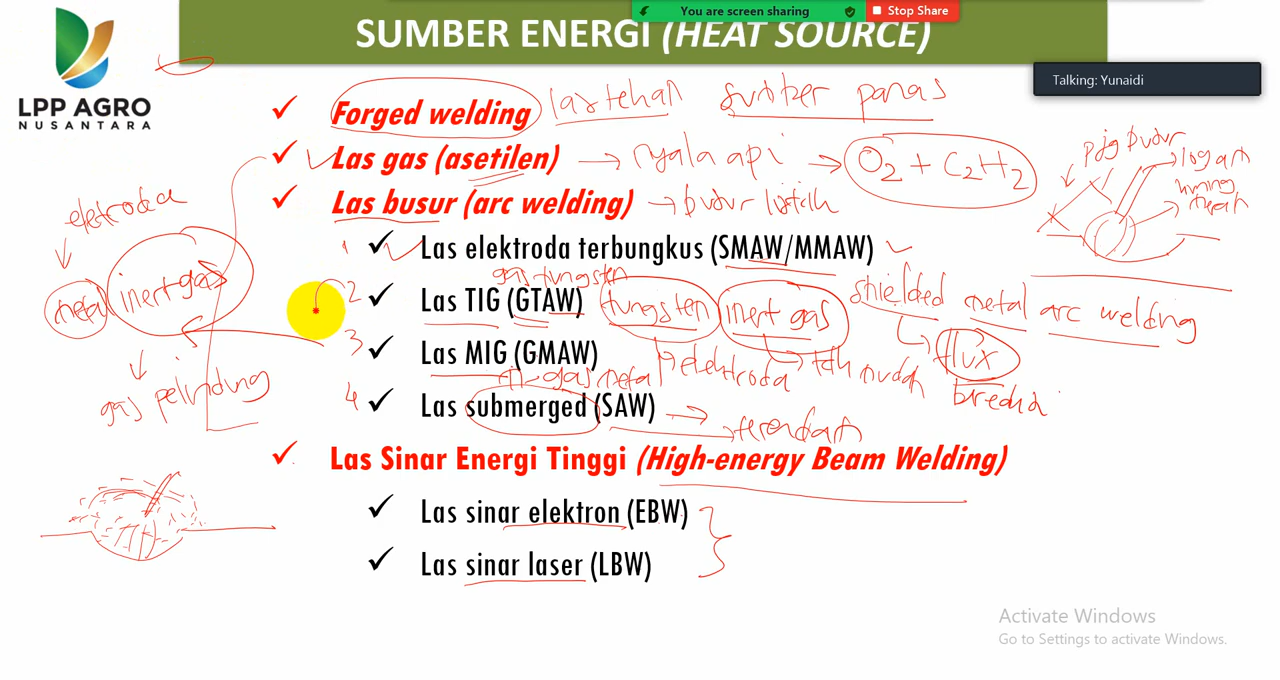 You are screen sharing
Stop Share
SUMBER ENERGI (HEAT SOURCE)
LPP AGRO
NUSANTARA
Talking: Yunaidi
Forged welding
las tekan sumber panas
Las gas (asetilen)
nyala api
O2 + C2H2
Las busur (arc welding)
busur listrik
elektroda
metal inert gas
gas pelindung
1 Las elektroda terbungkus (SMAW/MMAW)
gas tungsten
2 Las TIG (GTAW)
tungsten inert gas
shielded metal arc welding
flux
3 Las MIG (GMAW)
gas metal
elektroda
4 Las submerged (SAW)
terendam
Las Sinar Energi Tinggi (High-energy Beam Welding)
Las sinar elektron (EBW)
Las sinar laser (LBW)
Activate Windows
Go to Settings to activate Windows.